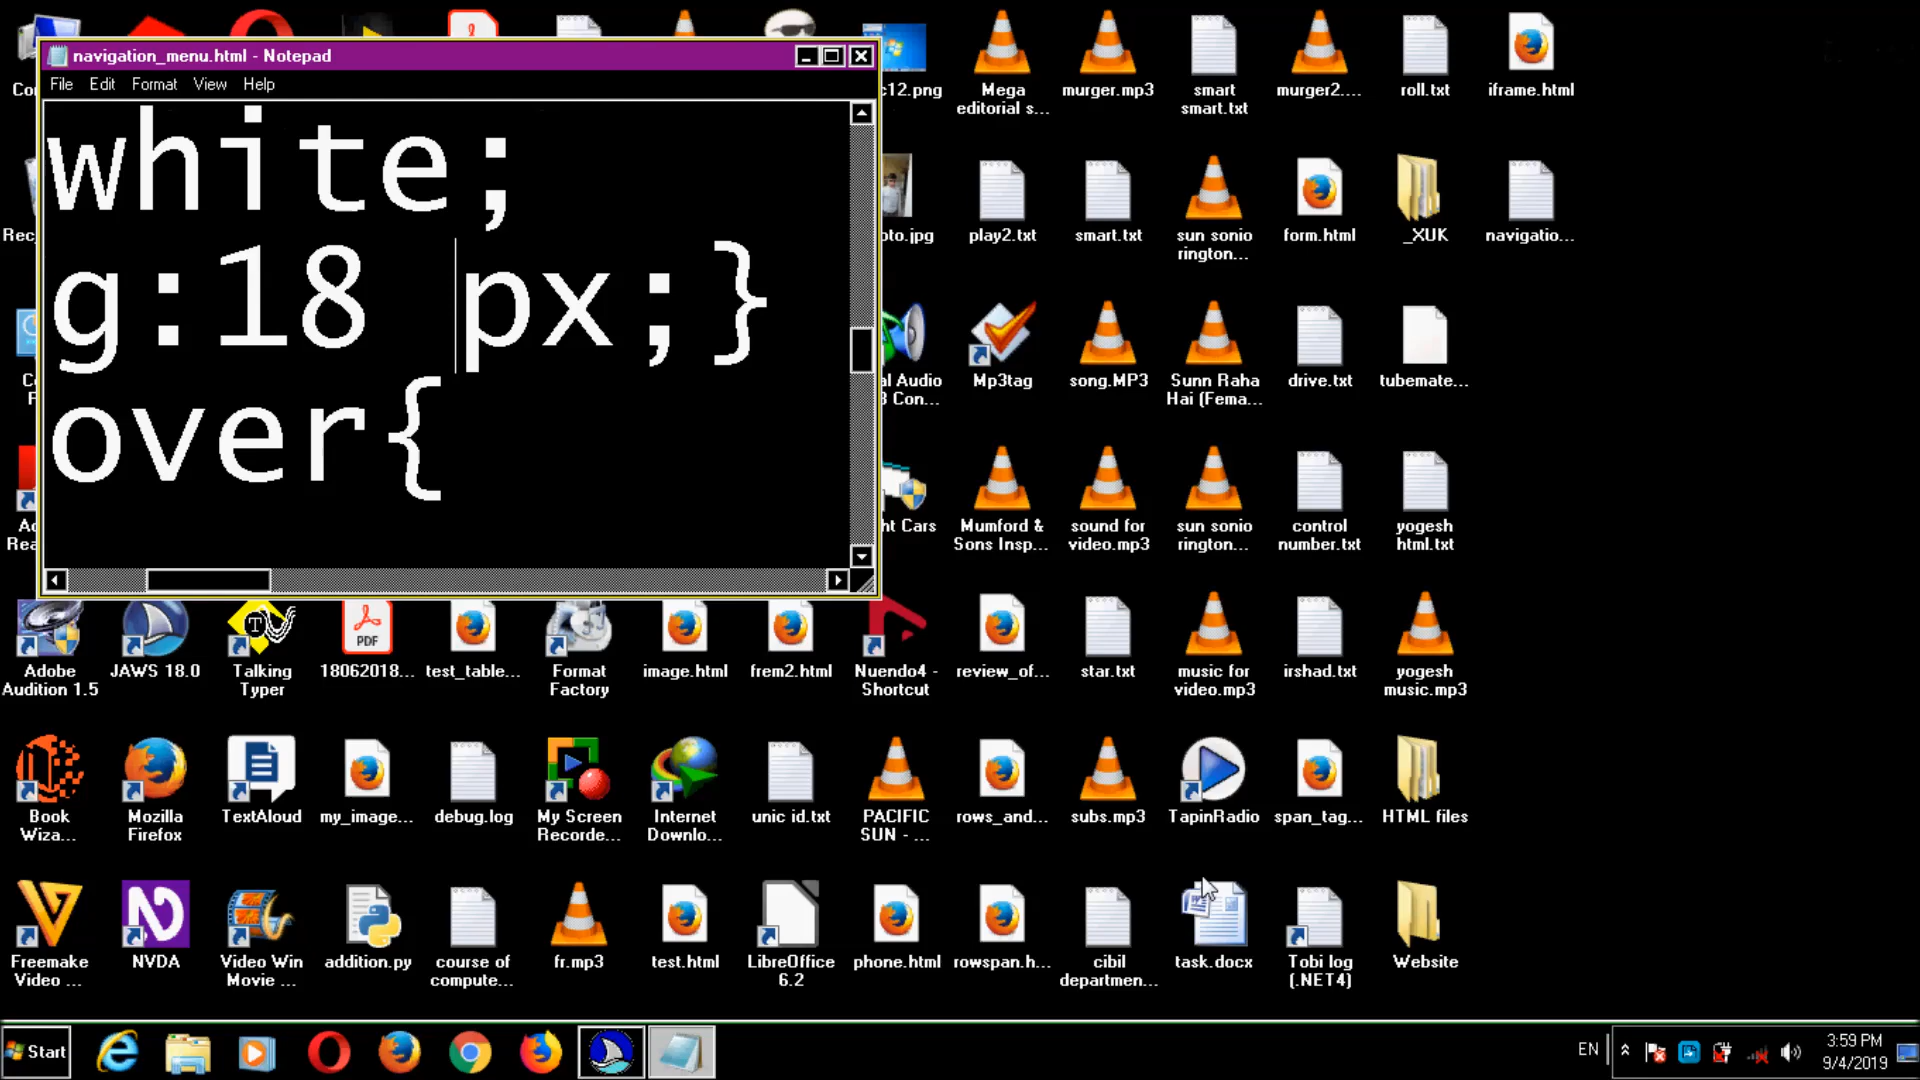 navigation_menu.html - Notepad
File Edit Format View Help
white;
g:18 px;}
over{
c12.png
Mega
editorial s...
murger.mp3
smart
smart.txt
murger2....
roll.txt
iframe.html
oto.jpg
play2.txt
smart.txt
sun sonio
rington...
form.html
_XUK
navigatio...
al Audio
3 Con...
Mp3tag
song.MP3
Sunn Raha
Hai (Fema...
drive.txt
tubemate...
ht Cars
Mumford &
Sons Insp...
sound for
video.mp3
sun sonio
rington...
control
number.txt
yogesh
html.txt
Adobe
Audition 1.5
JAWS 18.0
Talking
Typer
PDF
18062018...
test_table...
Format
Factory
image.html
frem2.html
Nuendo4 -
Shortcut
review_of...
star.txt
music for
video.mp3
irshad.txt
yogesh
music.mp3
Book
Wiza...
Mozilla
Firefox
TextAloud
my_image...
debug.log
My Screen
Recorde...
Internet
Downlo...
unic id.txt
PACIFIC
SUN - ...
rows_and...
subs.mp3
TapinRadio
span_tag...
HTML files
Freemake
Video ...
NVDA
Video Win
Movie ...
addition.py
course of
compute...
fr.mp3
test.html
LibreOffice
6.2
phone.html
rowspan.h...
cibil
departmen...
task.docx
Tobi log
(.NET4)
Website
Start
EN
3:59 PM
9/4/2019